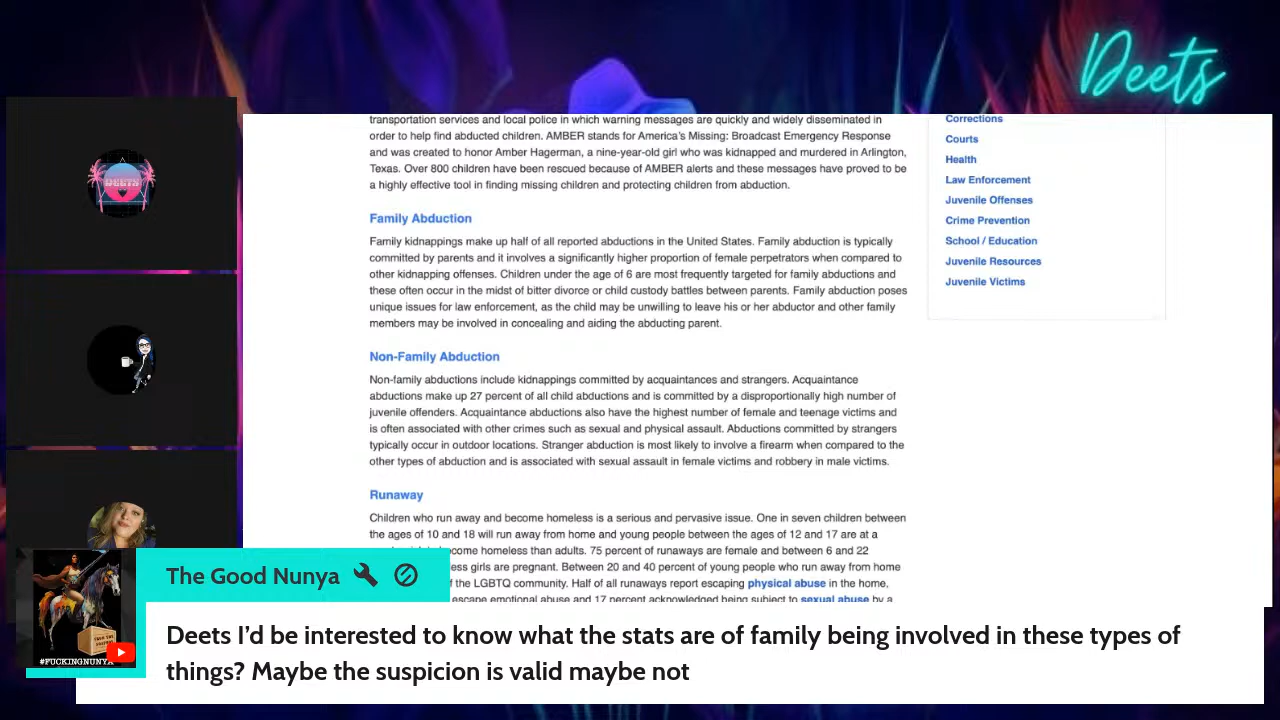 Deets
transportation services and local police in which warning messages are quickly and widely disseminated in
order to help find abducted children. AMBER stands for America's Missing: Broadcast Emergency Response
and was created to honor Amber Hagerman, a nine-year-old girl who was kidnapped and murdered in Arlington,
Texas. Over 800 children have been rescued because of AMBER alerts and these messages have proved to be
a highly effective tool in finding missing children and protecting children from abduction.
Family Abduction
Family kidnappings make up half of all reported abductions in the United States. Family abduction is typically
committed by parents and it involves a significantly higher proportion of female perpetrators when compared to
other kidnapping offenses. Children under the age of 6 are most frequently targeted for family abductions and
these often occur in the midst of bitter divorce or child custody battles between parents. Family abduction poses
unique issues for law enforcement, as the child may be unwilling to leave his or her abductor and other family
members may be involved in concealing and aiding the abducting parent.
Non-Family Abduction
Non-family abductions include kidnappings committed by acquaintances and strangers. Acquaintance
abductions make up 27 percent of all child abductions and is committed by a disproportionally high number of
juvenile offenders. Acquaintance abductions also have the highest number of female and teenage victims and
is often associated with other crimes such as sexual and physical assault. Abductions committed by strangers
typically occur in outdoor locations. Stranger abduction is most likely to involve a firearm when compared to the
other types of abduction and is associated with sexual assault in female victims and robbery in male victims.
Runaway
Children who run away and become homeless is a serious and pervasive issue. One in seven children between
the ages of 10 and 18 will run away from home and young people between the ages of 12 and 17 are at a
come homeless than adults. 75 percent of runaways are female and between 6 and 22
ess girls are pregnant. Between 20 and 40 percent of young people who run away from home
f the LGBTQ community. Half of all runaways report escaping physical abuse in the home,
escape emotional abuse and 17 percent acknowledged being subject to sexual abuse by a
Corrections
Courts
Health
Law Enforcement
Juvenile Offenses
Crime Prevention
School / Education
Juvenile Resources
Juvenile Victims
DEETS
#FUCKINGNUNYA
The Good Nunya
Deets I'd be interested to know what the stats are of family being involved in these types of
things? Maybe the suspicion is valid maybe not